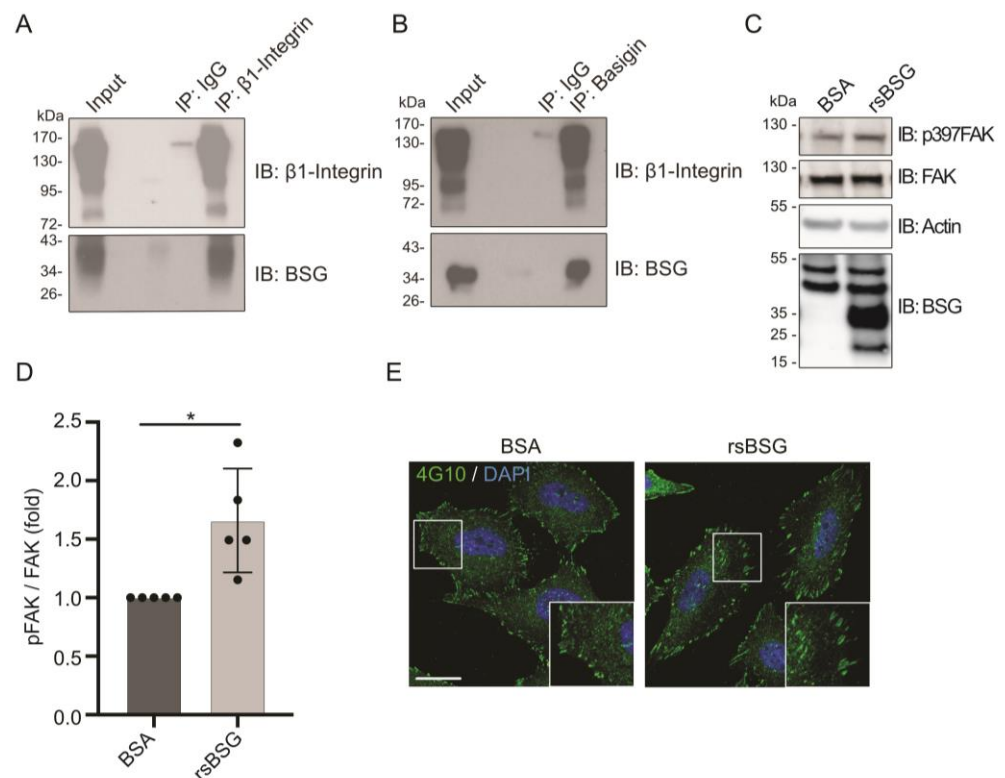 A
Input
IP: IgG
IP: β1-Integrin
kDa
170-
130-
95-
72-
IB: β1-Integrin
43-
34-
26-
IB: BSG
B
Input
IP: IgG
IP: Basigin
kDa
170-
130-
95-
72-
IB: β1-Integrin
43-
34-
26-
IB: BSG
C
BSA
rsBSG
kDa
130 -
IB: p397FAK
130 -
IB: FAK
55 -
IB: Actin
55 -
35 -
25 -
15 -
IB: BSG
D
pFAK / FAK (fold)
2.5
2.0
1.5
1.0
0.5
0.0
*
BSA
rsBSG
E
BSA
rsBSG
4G10 / DAPI